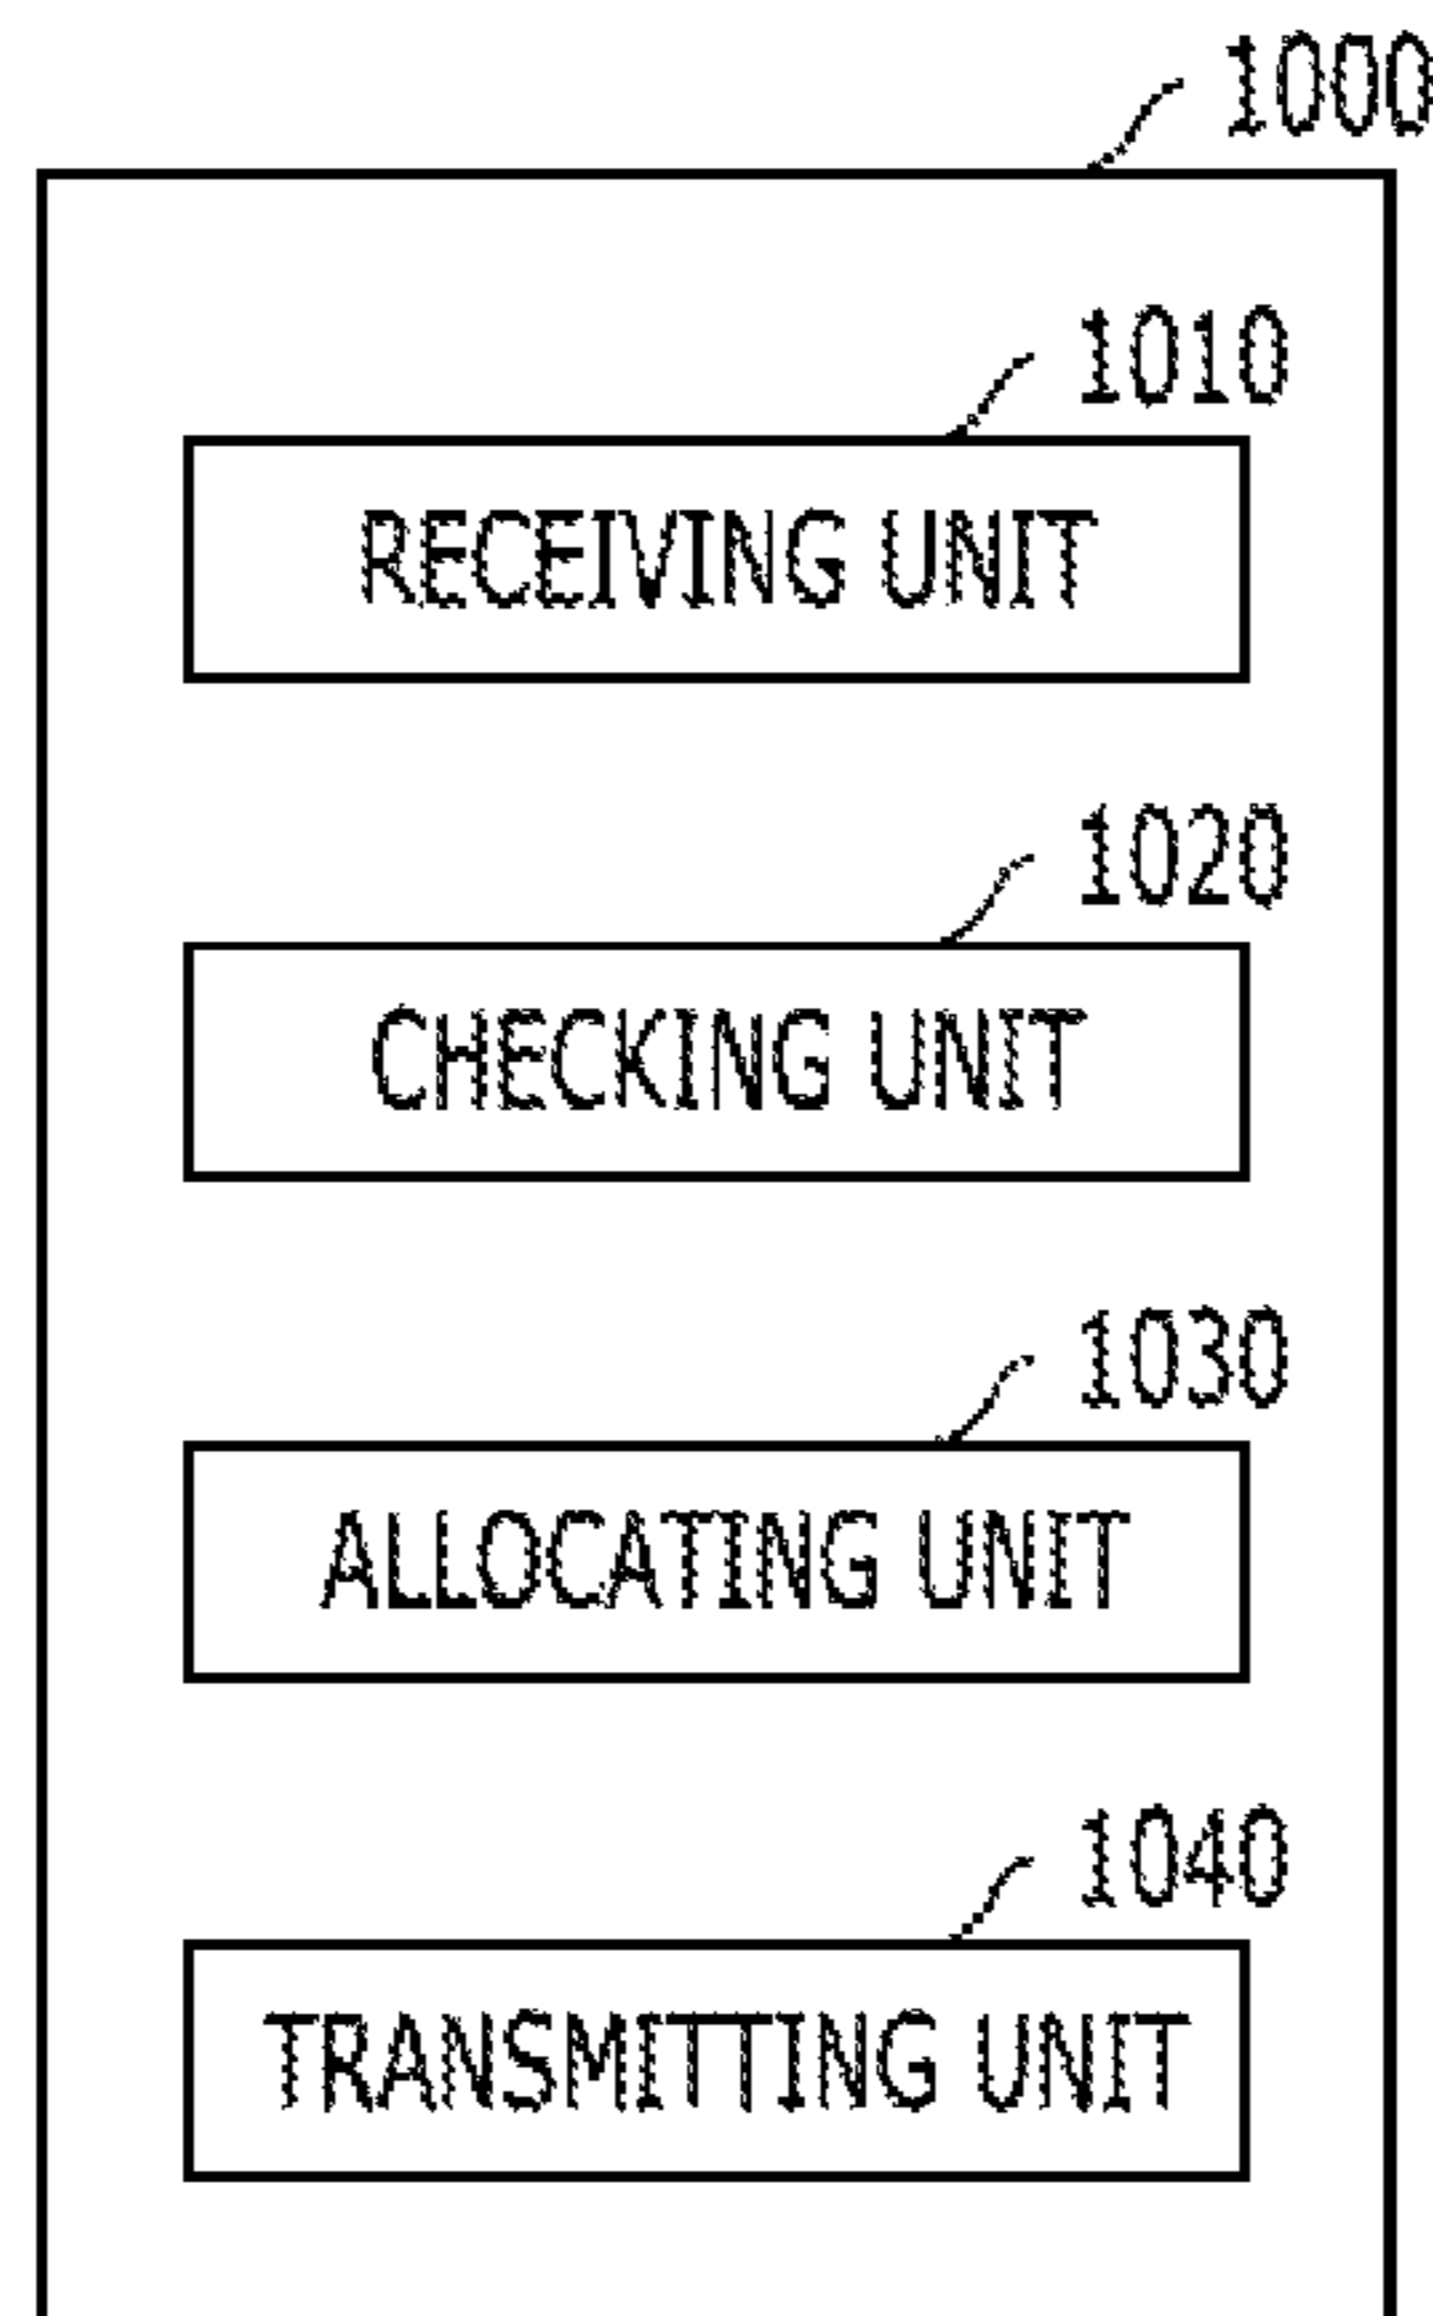 1000
1010
RECEIVING UNIT
1020
CHECKING UNIT
1030
ALLOCATING UNIT
1040
TRANSMITTING UNIT